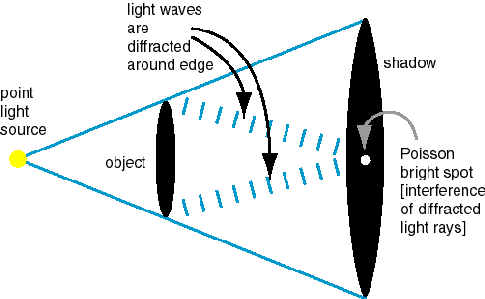 light waves
are
diffracted
around edge
shadow
point
light
source
object
Poisson
bright spot
[interference
of diffracted
light rays]